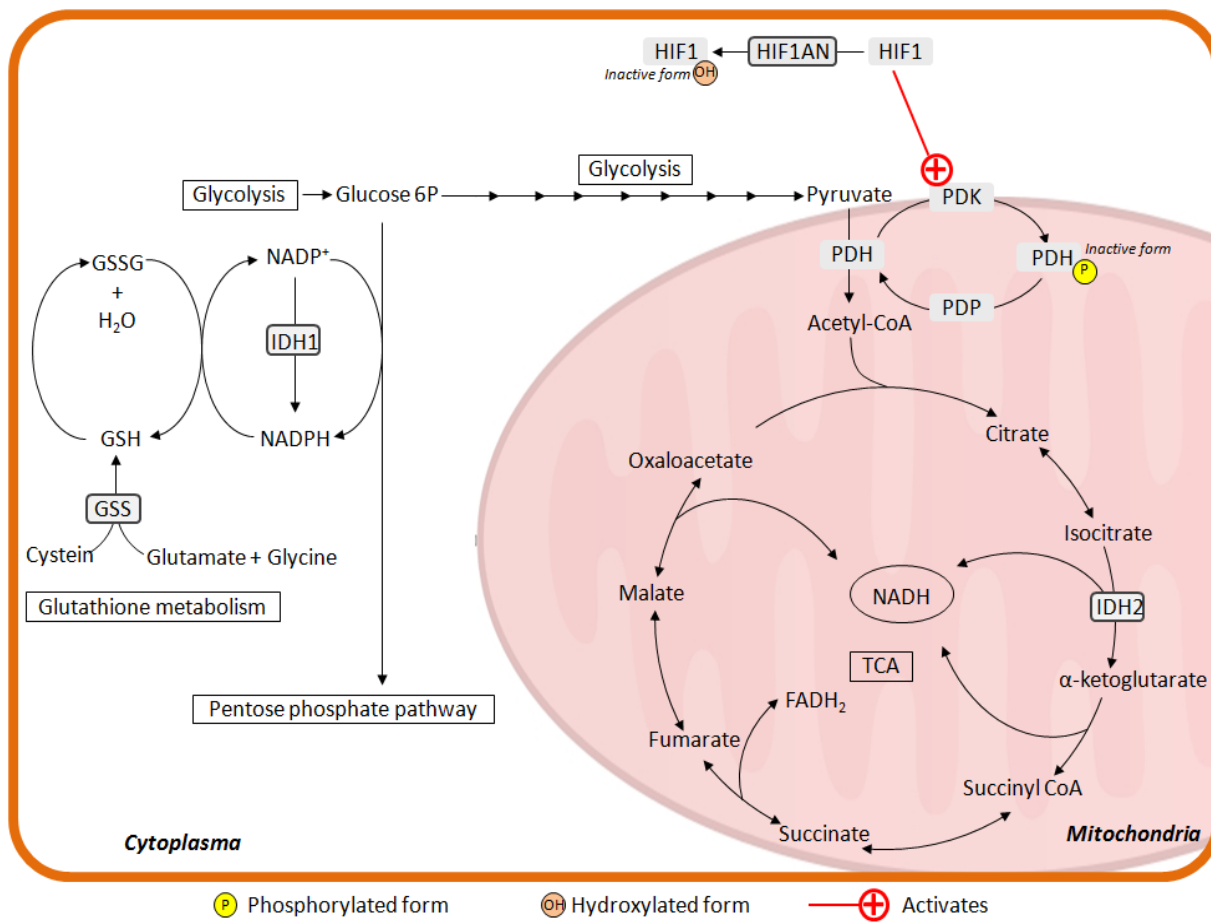 HIF1
HIF1AN
HIF1
Inactive form
OH
Glycolysis
Glycolysis
Glucose 6P
Pyruvate
PDK
PDH
PDH
Inactive form
P
PDP
Acetyl-CoA
GSSG
+
H₂O
NADP⁺
IDH1
GSH
NADPH
GSS
Cystein
Glutamate + Glycine
Glutathione metabolism
Pentose phosphate pathway
Citrate
Oxaloacetate
Isocitrate
Malate
NADH
IDH2
TCA
α-ketoglutarate
FADH₂
Fumarate
Succinyl CoA
Succinate
Cytoplasma
Mitochondria
P Phosphorylated form
OH Hydroxylated form
Activates